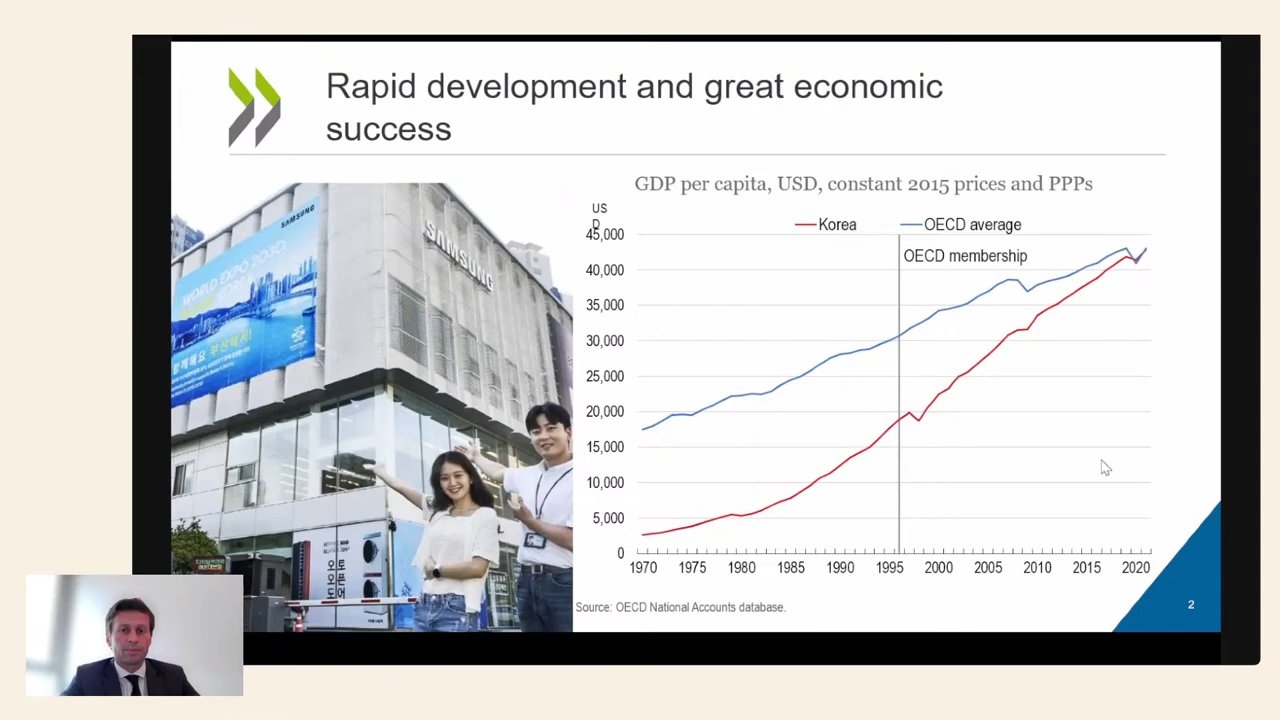 Rapid development and great economic
success
GDP per capita, USD, constant 2015 prices and PPPs
US
D
Korea
OECD average
OECD membership
45,000
40,000
35,000
30,000
25,000
20,000
15,000
10,000
5,000
0
1970 1975 1980 1985 1990 1995 2000 2005 2010 2015 2020
Source: OECD National Accounts database.
2
SAMSUNG
SAMSUNG
WORLD EXPO 2030